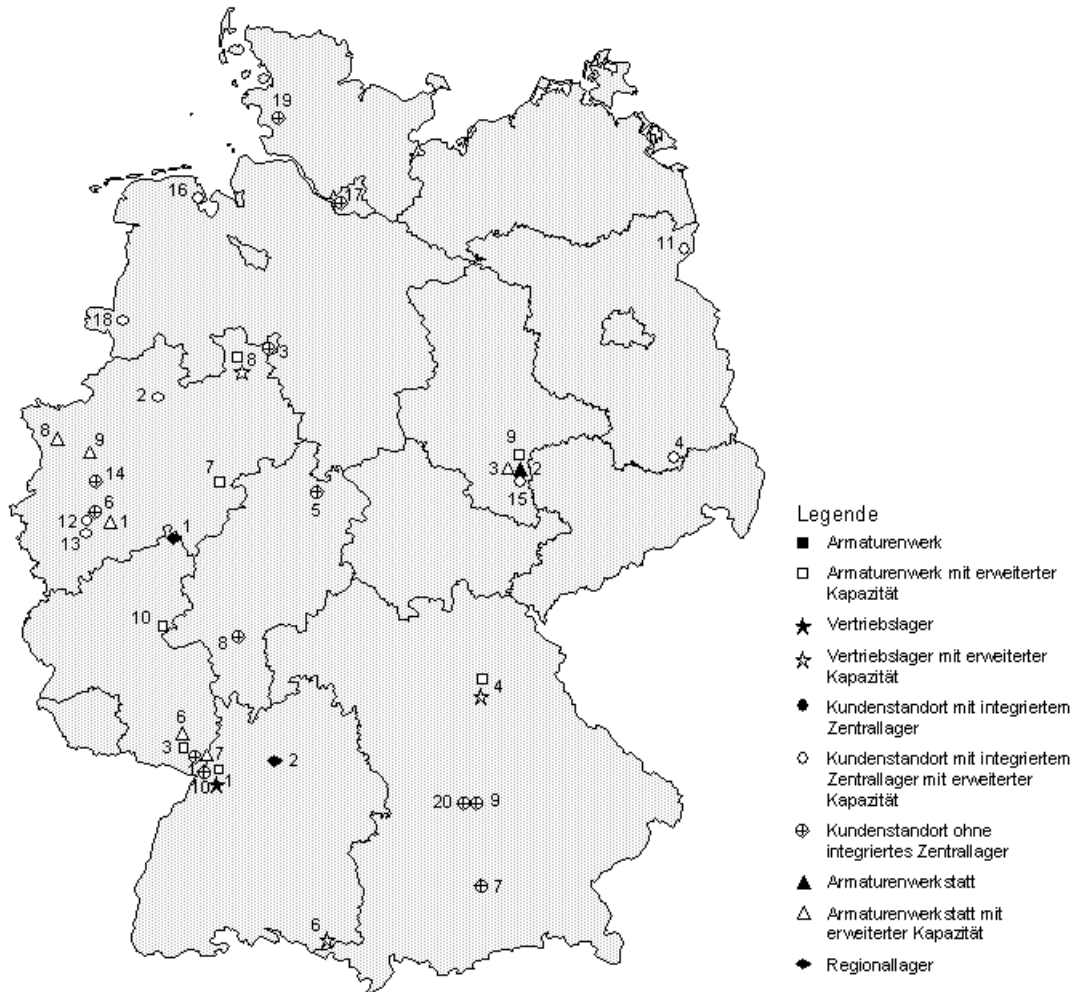 19
17
16
11
18
8
3
2
8
9
14
6
12
1
13
7
1
5
9
3
2
15
4
10
8
4
6
3
7
1
1
10
2
20
9
7
6
Legende
Armaturenwerk
Armaturenwerk mit erweiterter
Kapazität
Vertriebslager
Vertriebslager mit erweiterter
Kapazität
Kundenstandort mit integriertem
Zentrallager
Kundenstandort mit integriertem
Zentrallager mit erweiterter
Kapazität
Kundenstandort ohne
integriertes Zentrallager
Armaturenwerkstatt
Armaturenwerkstatt mit
erweiterter Kapazität
Regionallager